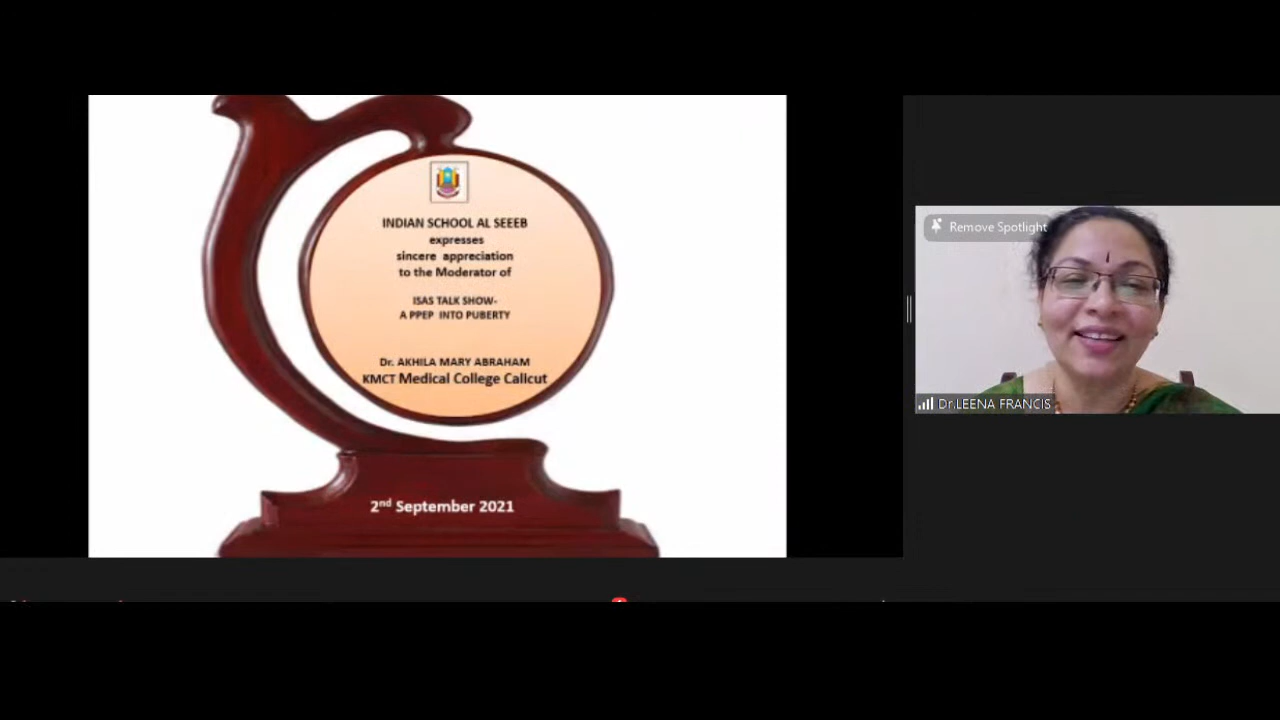 INDIAN SCHOOL AL SEEEB
expresses
sincere appreciation
to the Moderator of
ISAS TALK SHOW-
A PPEP INTO PUBERTY
Dr. AKHILA MARY ABRAHAM
KMCT Medical College Calicut
2nd September 2021
Remove Spotlight
Dr.LEENA FRANCIS